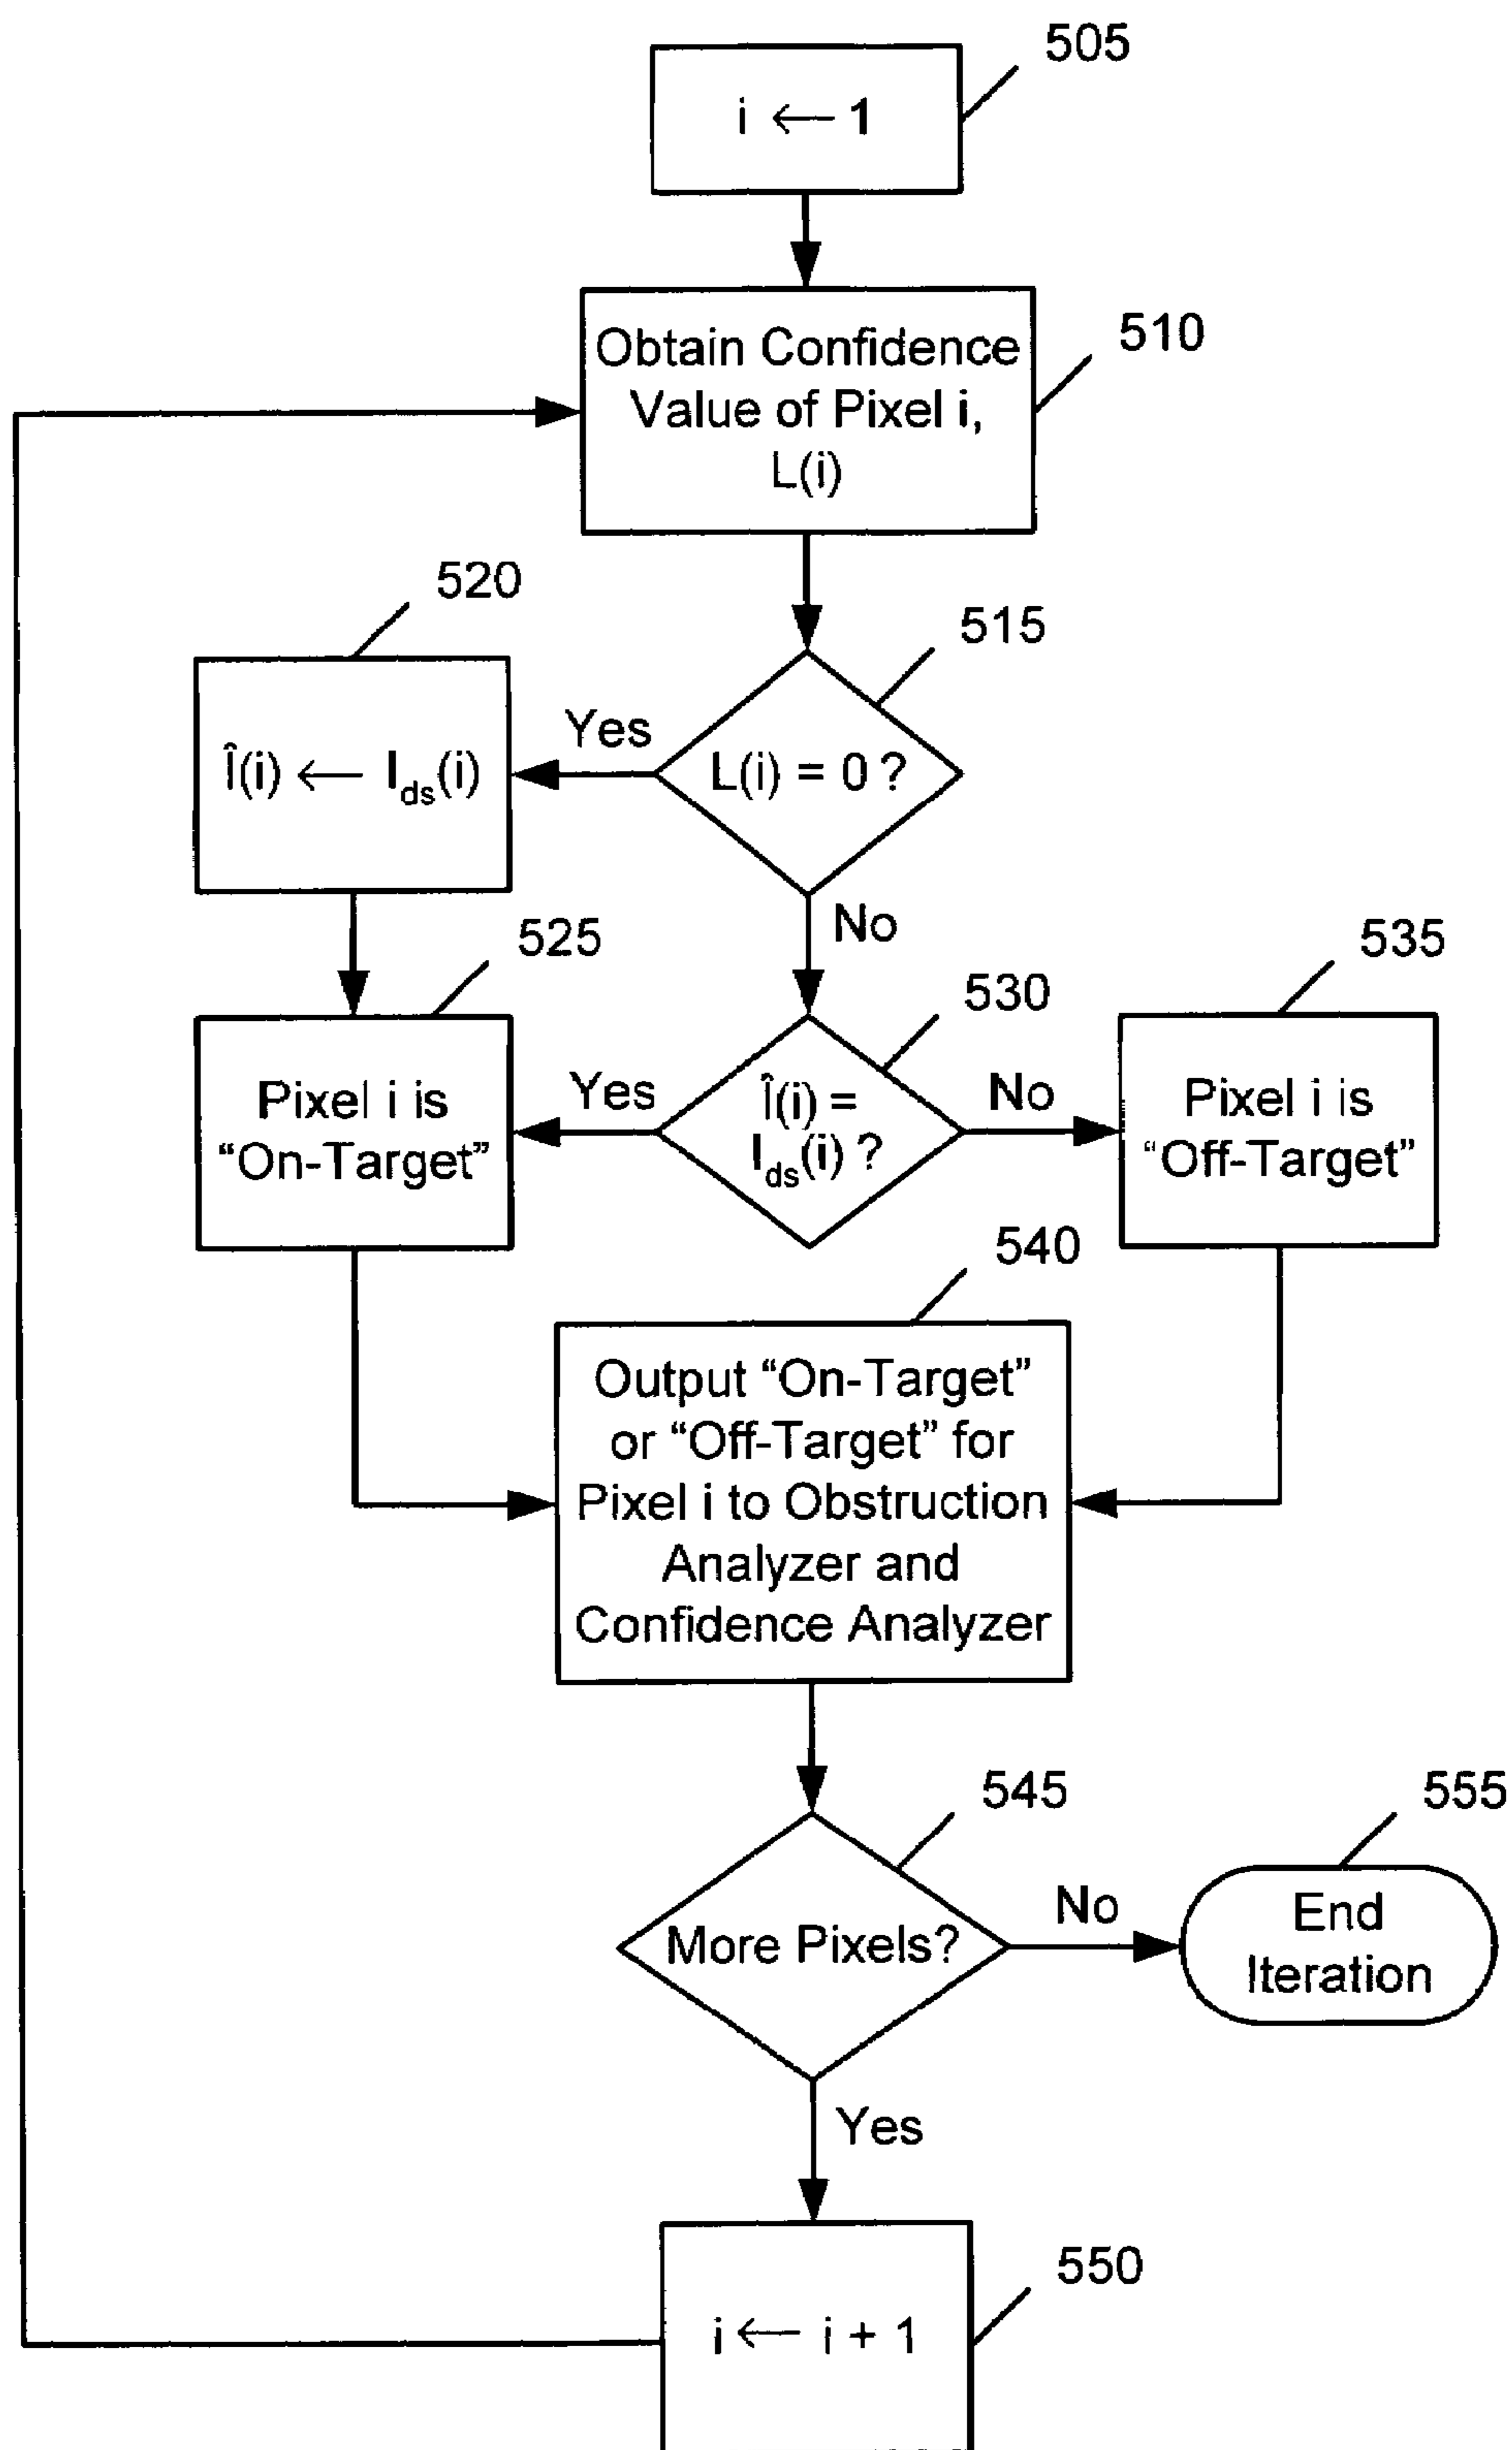 505
i ← 1
510
Obtain Confidence
Value of Pixel i,
L(i)
520
515
Î(i) ← I_ds(i)
Yes
L(i) = 0 ?
No
525
535
530
Pixel i is
“On-Target”
Yes
Î(i) =
I_ds(i) ?
No
Pixel i is
“Off-Target”
540
Output “On-Target”
or “Off-Target” for
Pixel i to Obstruction
Analyzer and
Confidence Analyzer
545
555
More Pixels?
No
End
Iteration
Yes
550
i ← i + 1